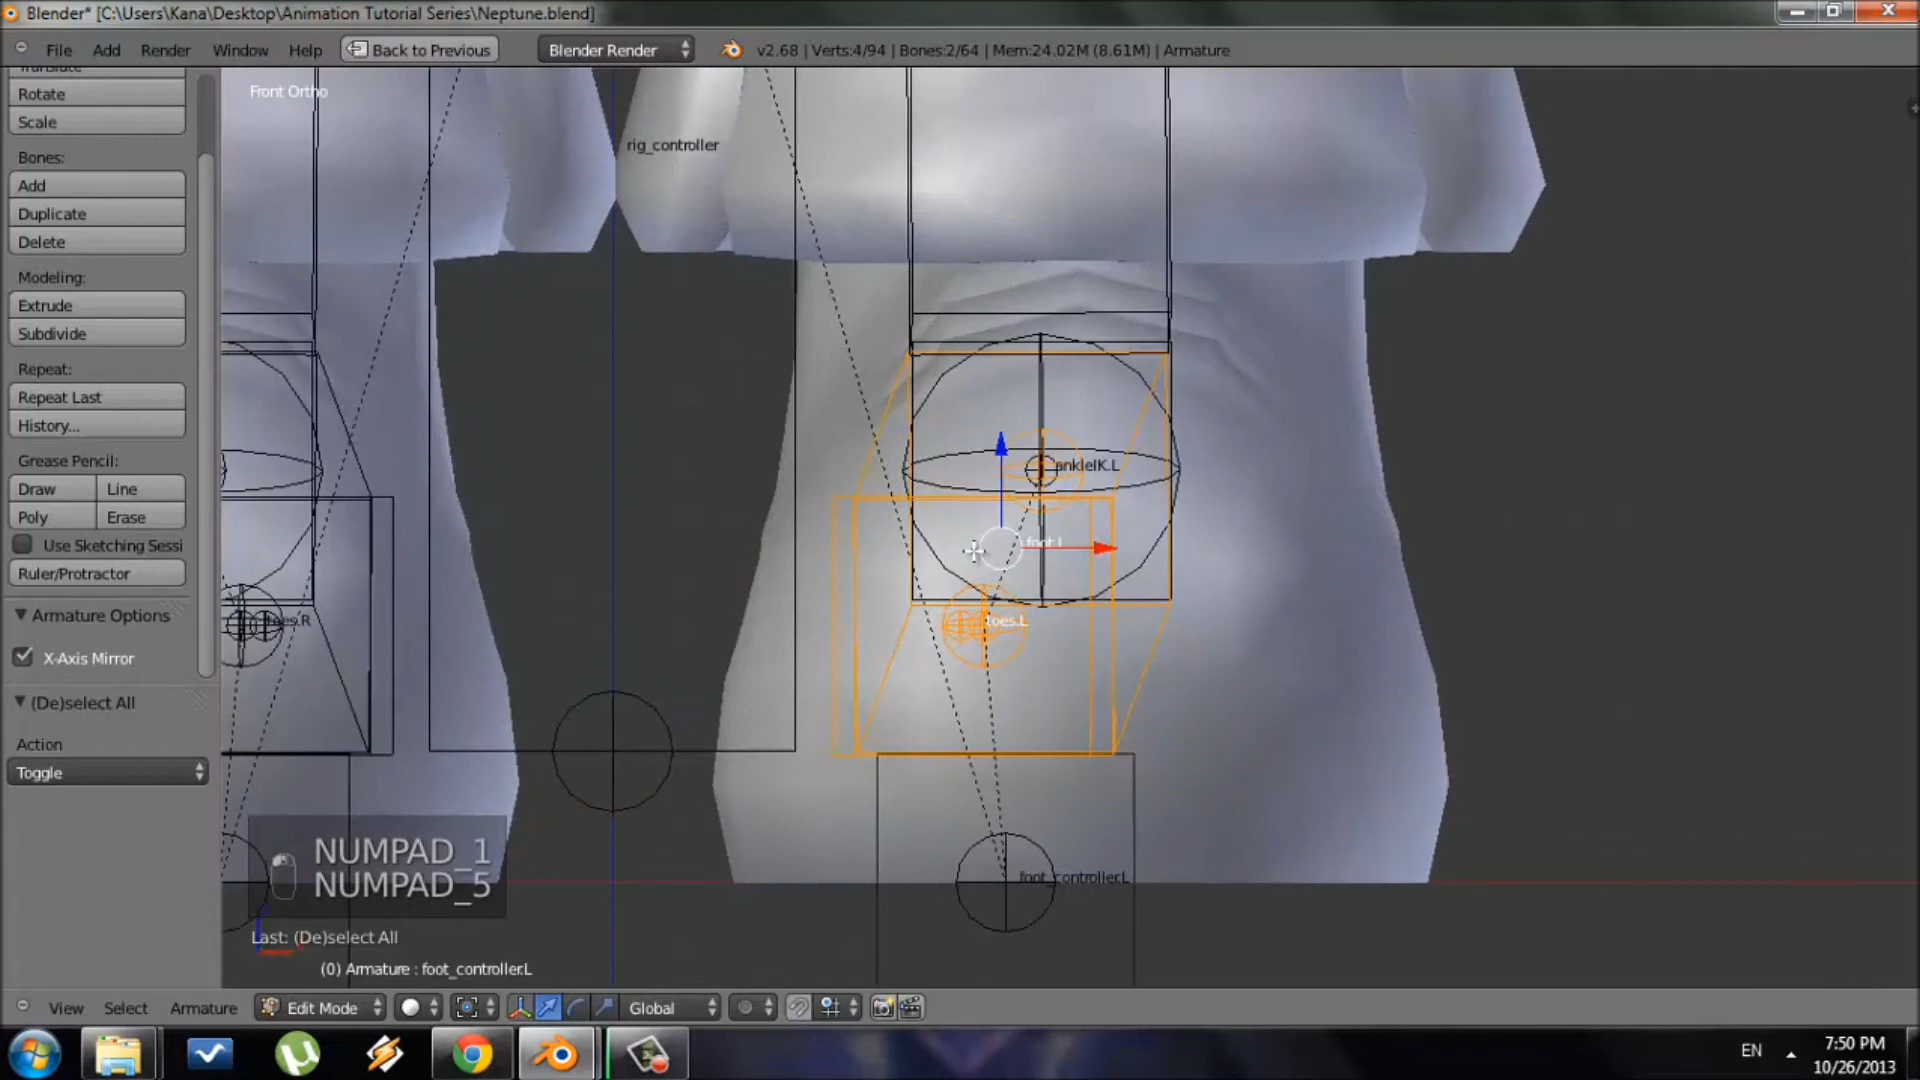 Blender* [C:\Users\Kana\Desktop\Animation Tutorial Series\Neptune.blend]
File Add Render Window Help Back to Previous Blender Render v2.68 | Verts:4/94 | Bones:2/64 | Mem:24.02M (8.61M) | Armature
Translate
Rotate
Scale
Bones:
Add
Duplicate
Delete
Modeling:
Extrude
Subdivide
Repeat:
Repeat Last
History...
Grease Pencil:
Draw Line
Poly Erase
Use Sketching Sessi
Ruler/Protractor
Armature Options
X-Axis Mirror
(De)select All
Action
Toggle
Front Ortho
rig_controller
ankleIK.L
foot.L
toes.R
toes.L
foot_controller.L
NUMPAD_1
NUMPAD_5
Last: (De)select All
(0) Armature : foot_controller.L
View Select Armature Edit Mode Global
EN
7:50 PM
10/26/2013